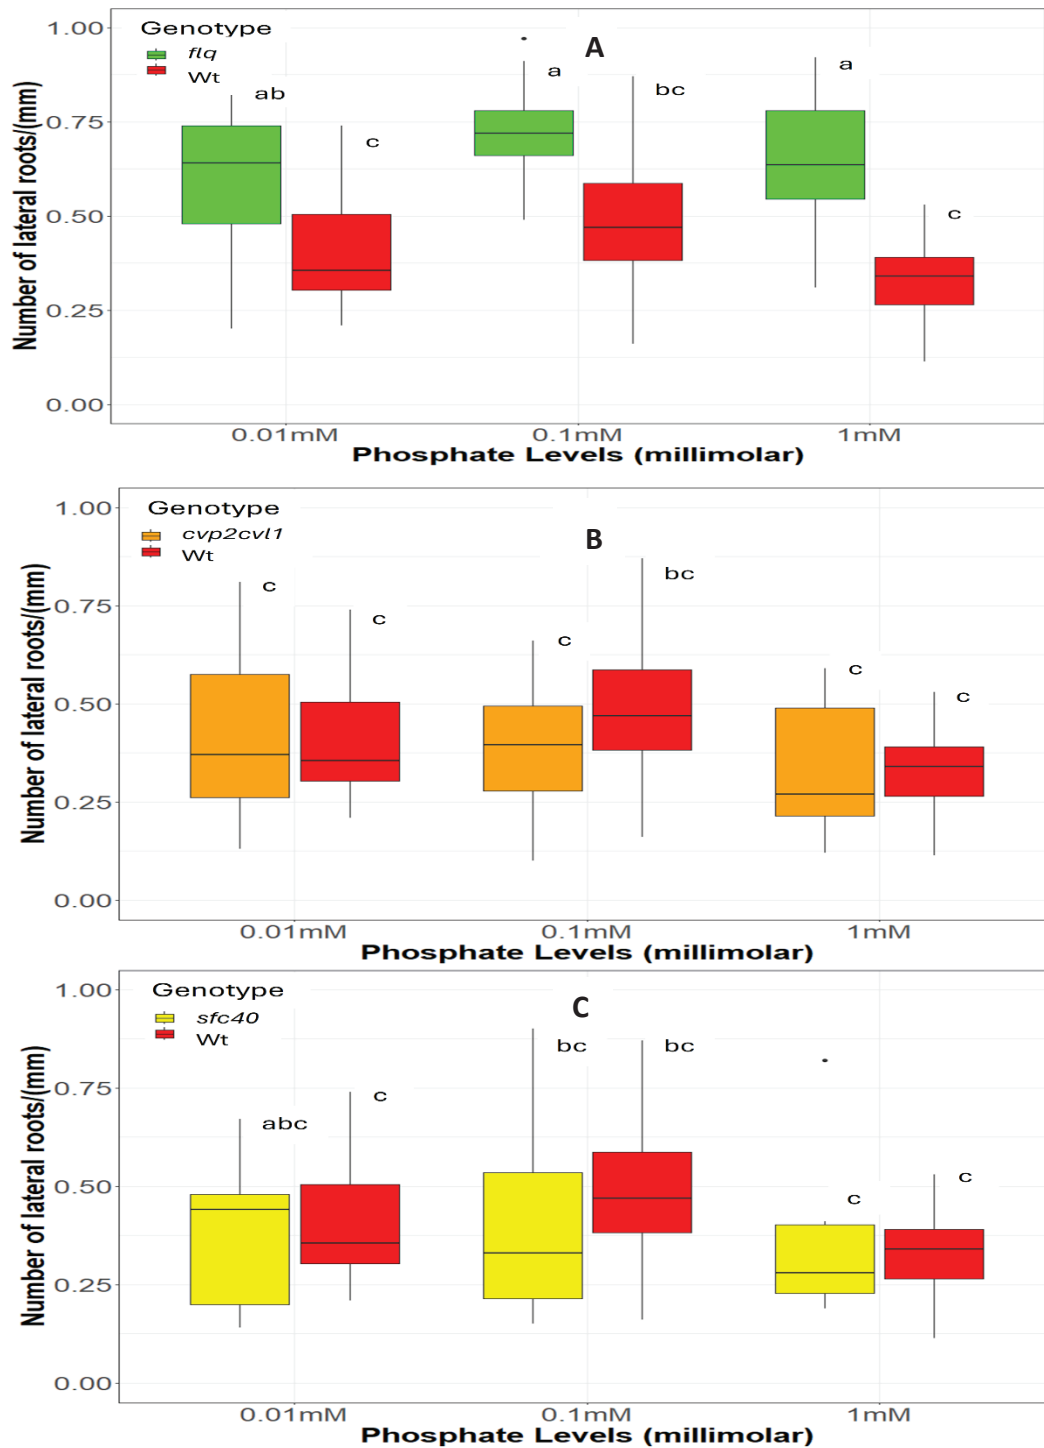 Number of lateral roots/(mm)
1.00
0.75
0.50
0.25
0.00
Genotype
flq
Wt
A
ab
c
a
bc
a
c
0.01mM
0.1mM
1mM
Phosphate Levels (millimolar)
Number of lateral roots/(mm)
1.00
0.75
0.50
0.25
0.00
Genotype
cvp2cvl1
Wt
B
c
c
c
bc
c
c
0.01mM
0.1mM
1mM
Phosphate Levels (millimolar)
Number of lateral roots/(mm)
1.00
0.75
0.50
0.25
0.00
Genotype
sfc40
Wt
C
abc
c
bc
bc
c
c
0.01mM
0.1mM
1mM
Phosphate Levels (millimolar)